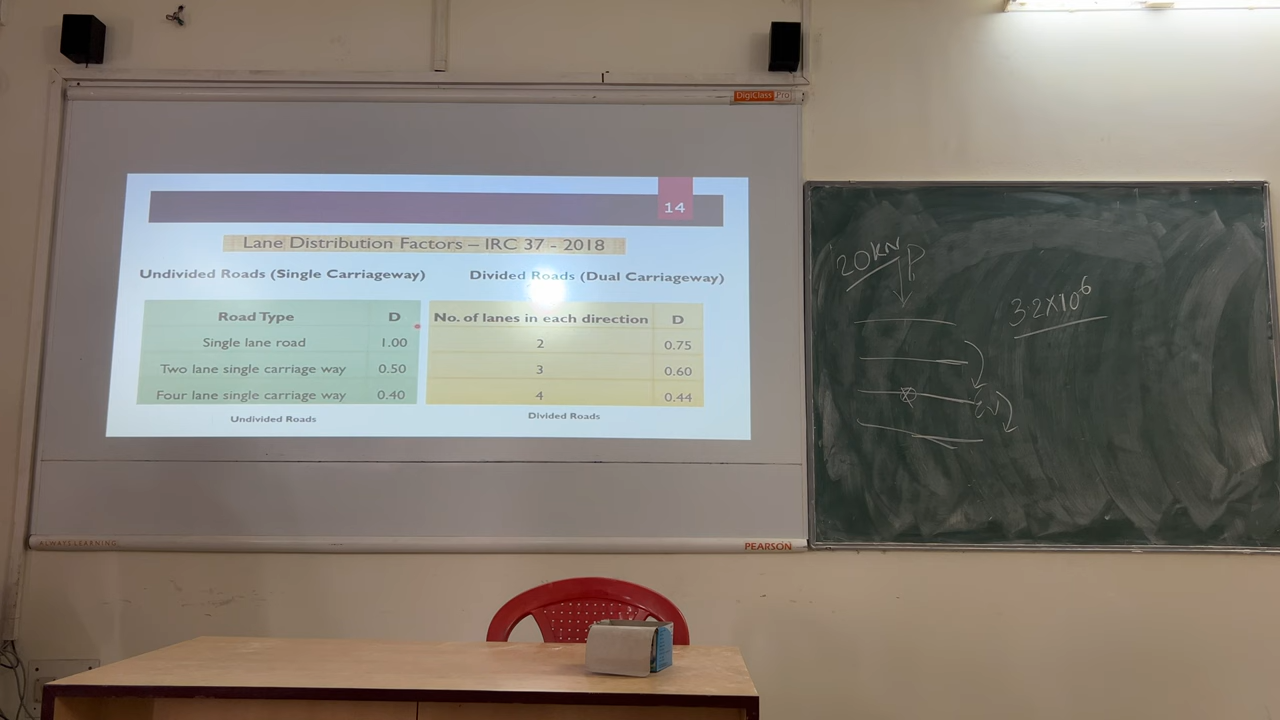 DigiClass Pro
14
Lane Distribution Factors – IRC 37 - 2018
Undivided Roads (Single Carriageway)
Road Type D
Single lane road 1.00
Two lane single carriage way 0.50
Four lane single carriage way 0.40
Undivided Roads
Divided Roads (Dual Carriageway)
No. of lanes in each direction D
2 0.75
3 0.60
4 0.44
Divided Roads
ALWAYS LEARNING
PEARSON
20kN P
3.2X10⁶